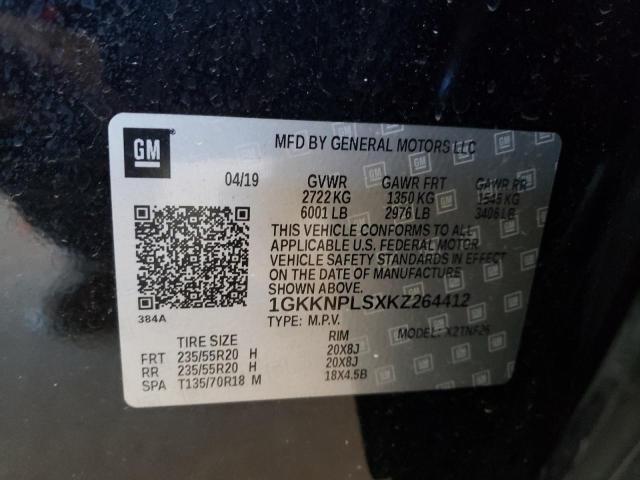 GM
MFD BY GENERAL MOTORS LLC
04/19 GVWR GAWR FRT GAWR RR
2722 KG 1350 KG 1545 KG
6001 LB 2976 LB 3406 LB
THIS VEHICLE CONFORMS TO ALL
APPLICABLE U.S. FEDERAL MOTOR
VEHICLE SAFETY STANDARDS IN EFFECT
ON THE DATE OF MANUFACTURE
SHOWN ABOVE.
384A
1GKKNPLSXKZ264412
TYPE: M.P.V. MODEL: X2TNF26
TIRE SIZE RIM
FRT 235/55R20 H 20X8J
RR 235/55R20 H 20X8J
SPA T135/70R18 M 18X4.5B